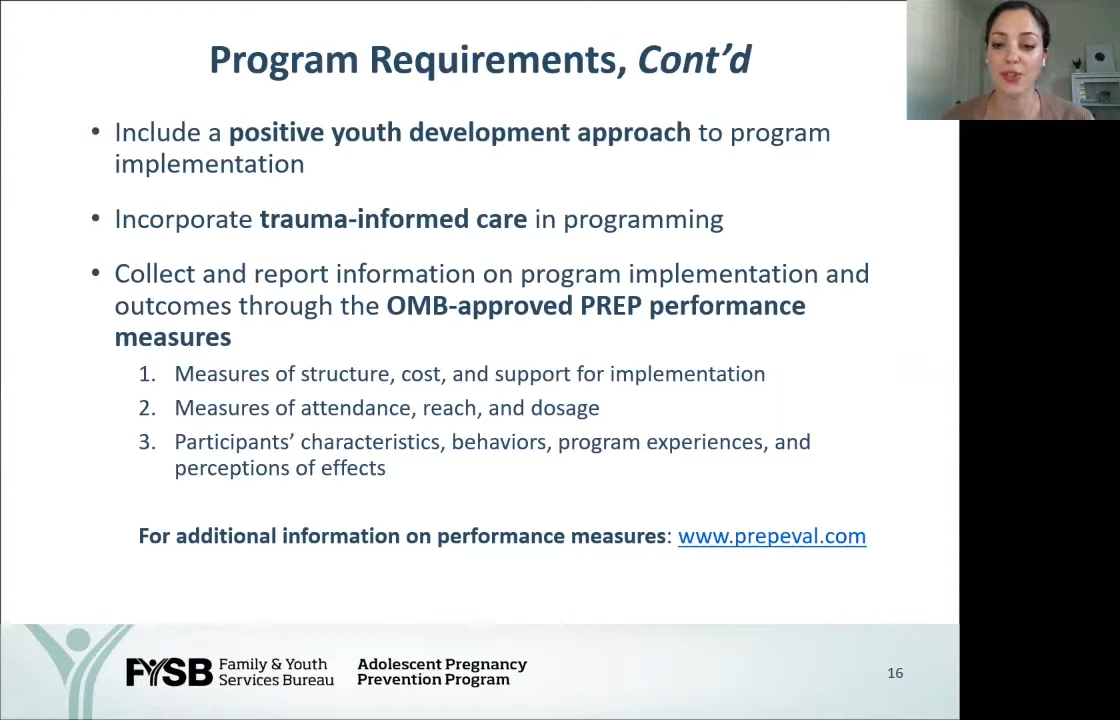 Program Requirements, Cont’d
• Include a positive youth development approach to program
implementation
• Incorporate trauma-informed care in programming
• Collect and report information on program implementation and
outcomes through the OMB-approved PREP performance
measures
1. Measures of structure, cost, and support for implementation
2. Measures of attendance, reach, and dosage
3. Participants’ characteristics, behaviors, program experiences, and
perceptions of effects
For additional information on performance measures: www.prepeval.com
FYSB
Family & Youth
Services Bureau
Adolescent Pregnancy
Prevention Program
16